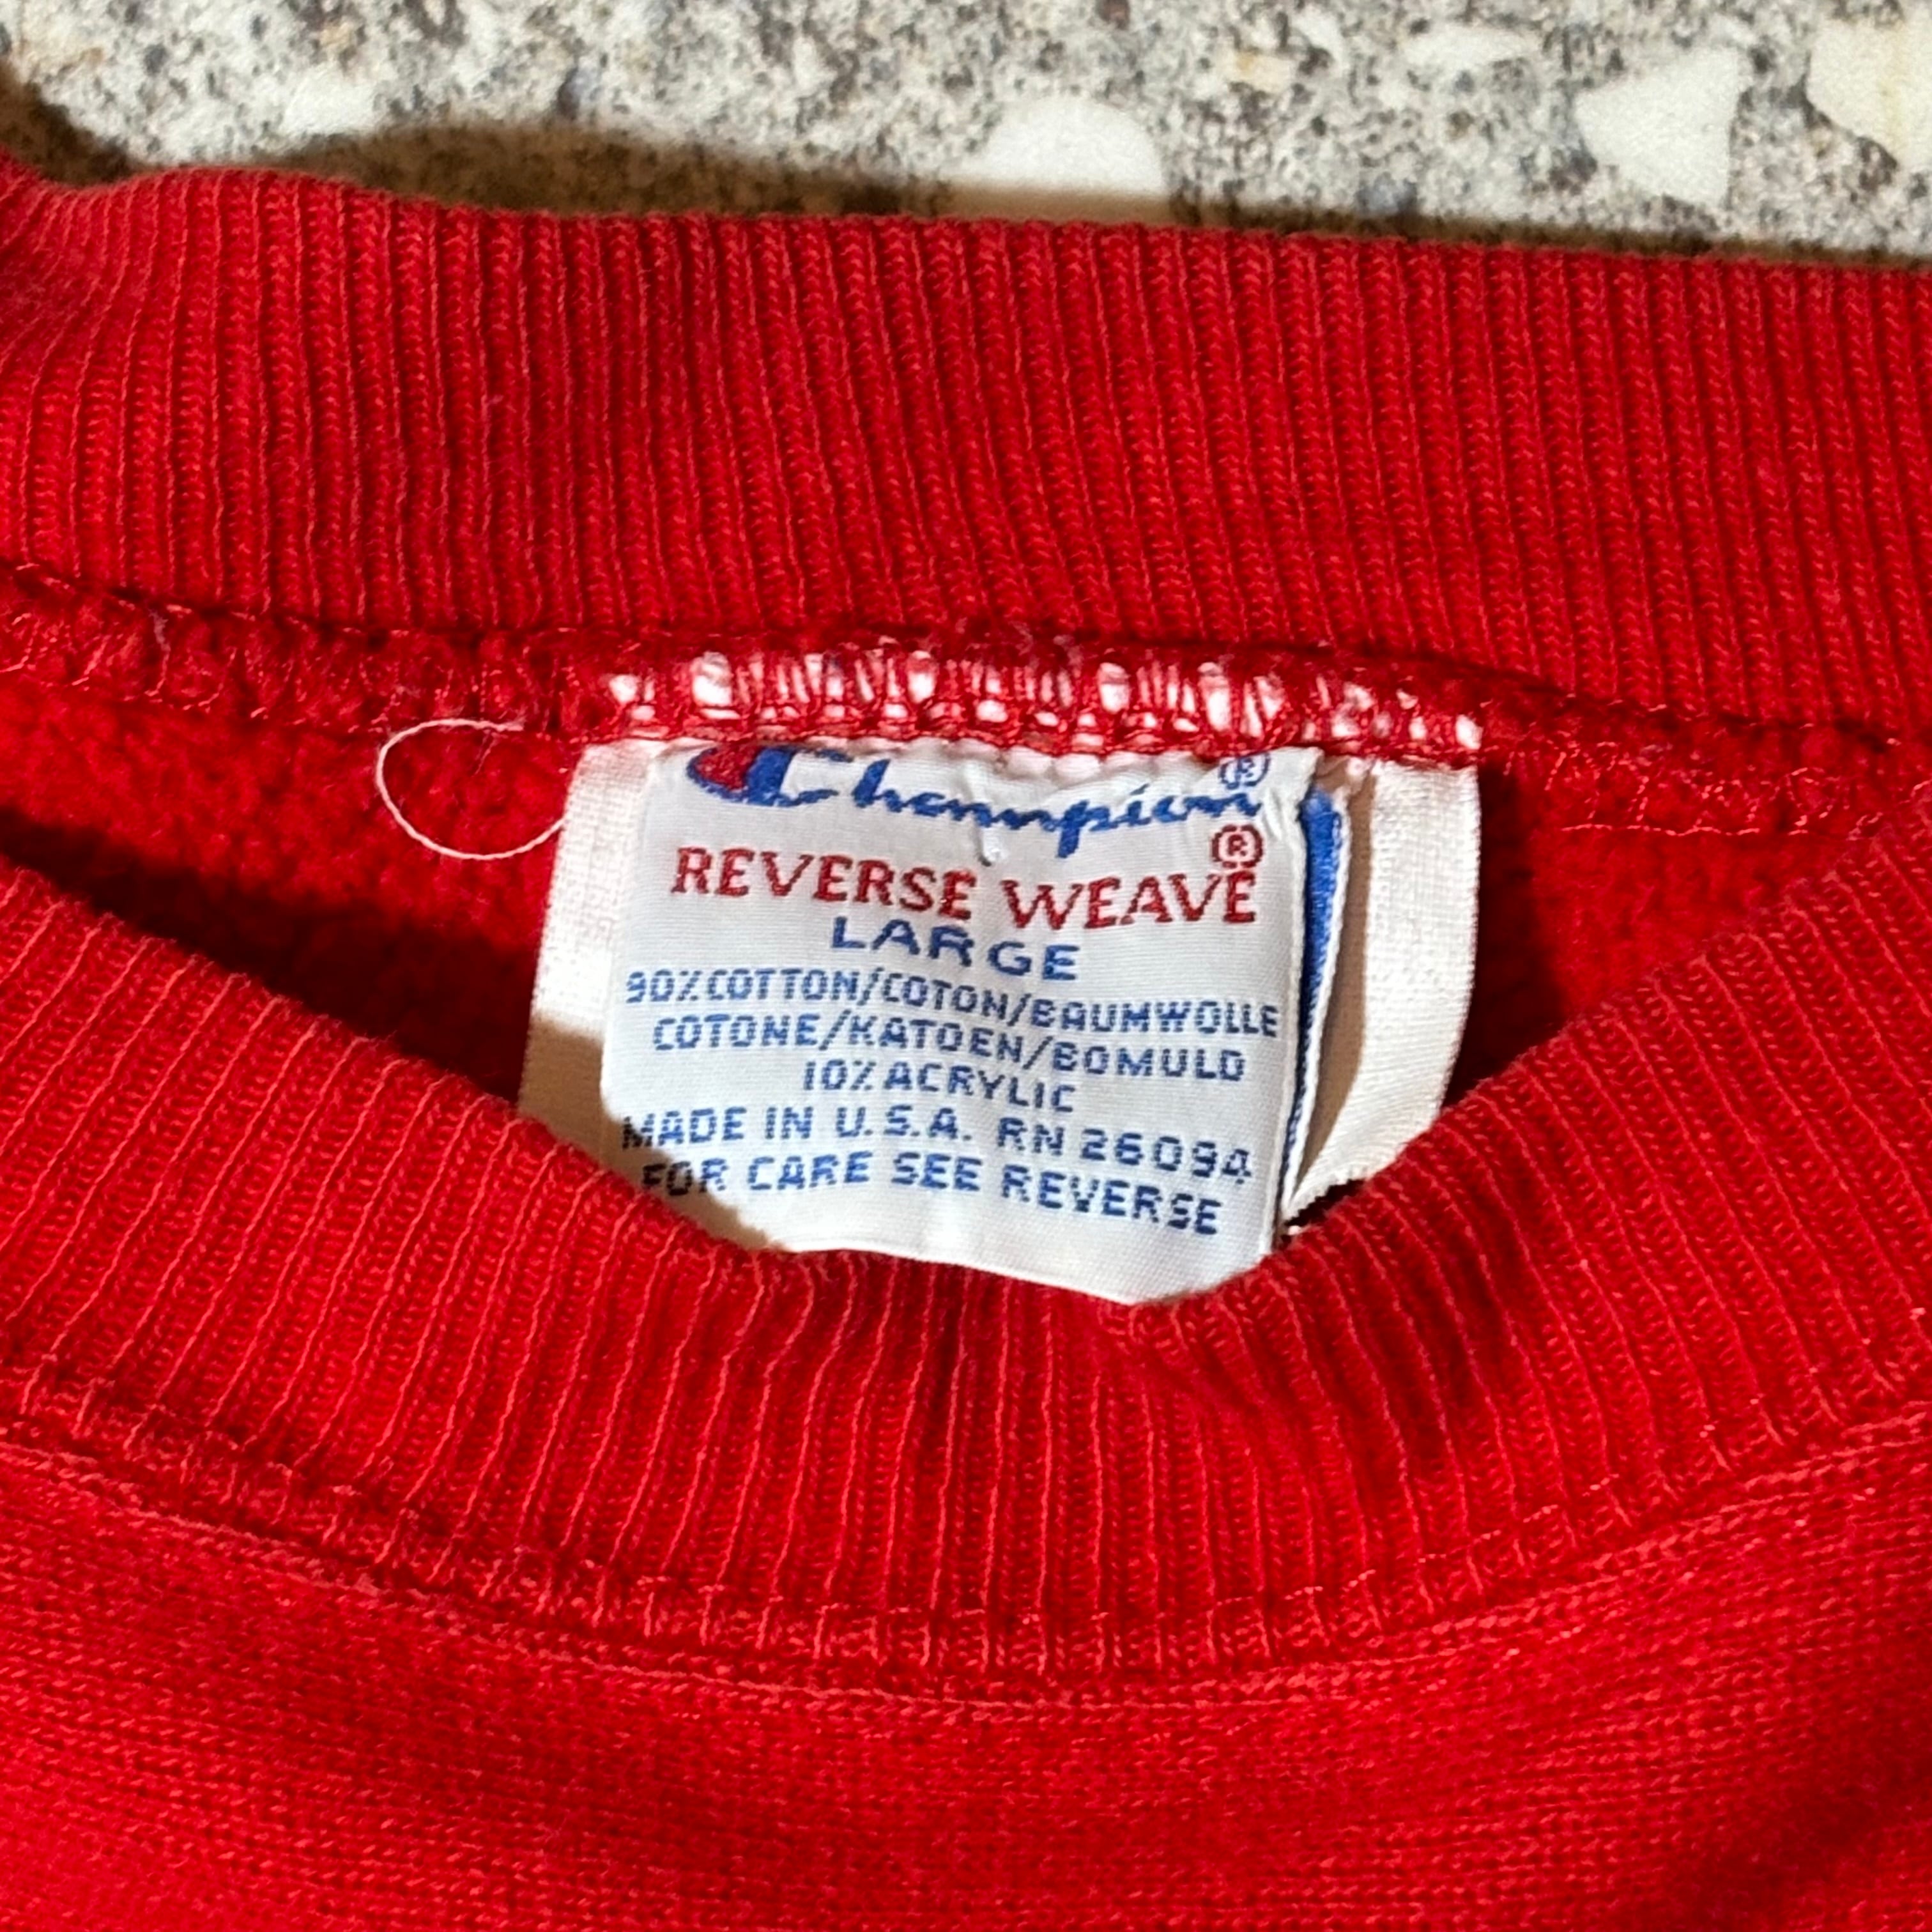 Champion®
REVERSE WEAVE®
LARGE
90% COTTON/COTON/BAUMWOLLE
COTONE/KATOEN/BOMULD
10% ACRYLIC
MADE IN U.S.A. RN 26094
FOR CARE SEE REVERSE